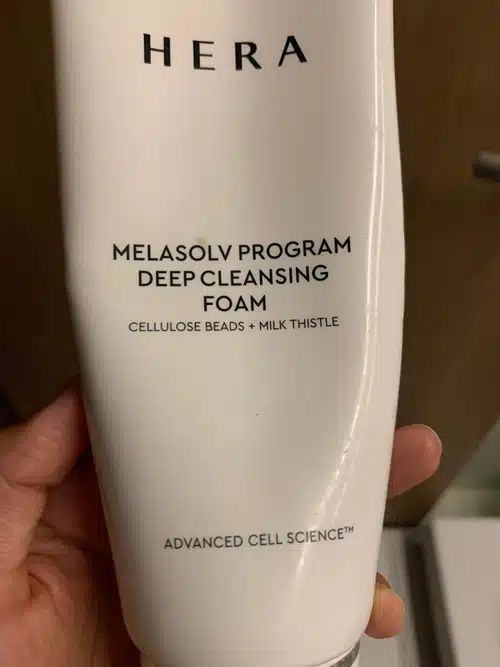 HERA
MELASOLV PROGRAM
DEEP CLEANSING
FOAM
CELLULOSE BEADS + MILK THISTLE
ADVANCED CELL SCIENCE™